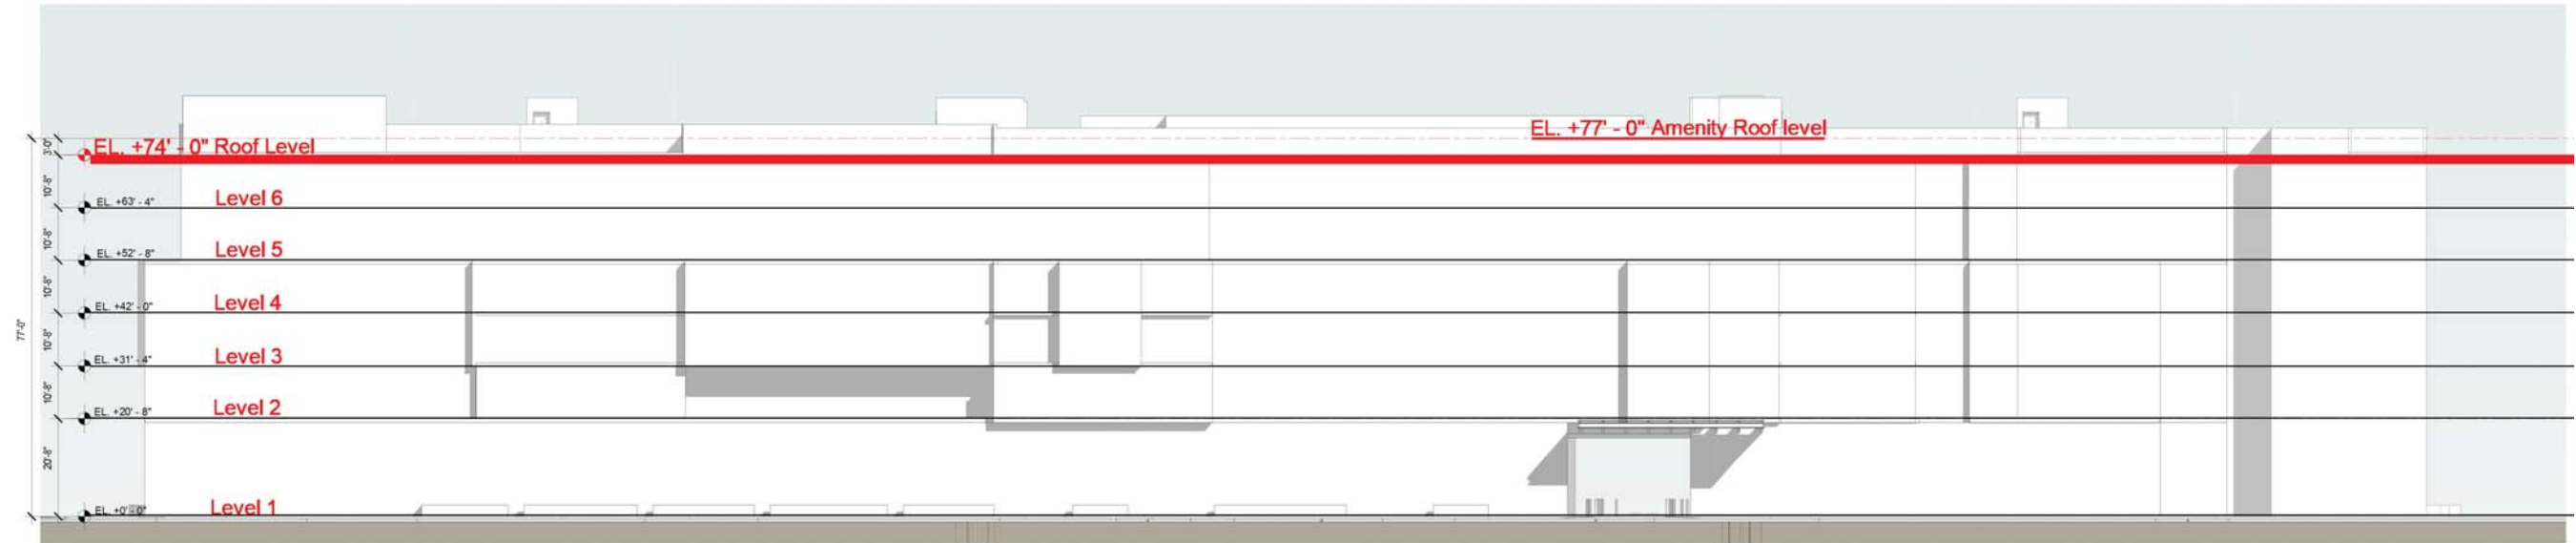 EL. +77' - 0" Amenity Roof level
EL. +74' - 0" Roof Level
3'-0"
10'-8"
Level 6
EL. +63' - 4"
10'-8"
Level 5
EL. +52' - 8"
10'-8"
Level 4
EL. +42' - 0"
77'-0"
10'-8"
Level 3
EL. +31' - 4"
10'-8"
Level 2
EL. +20' - 8"
20'-8"
Level 1
EL. +0' - 0"